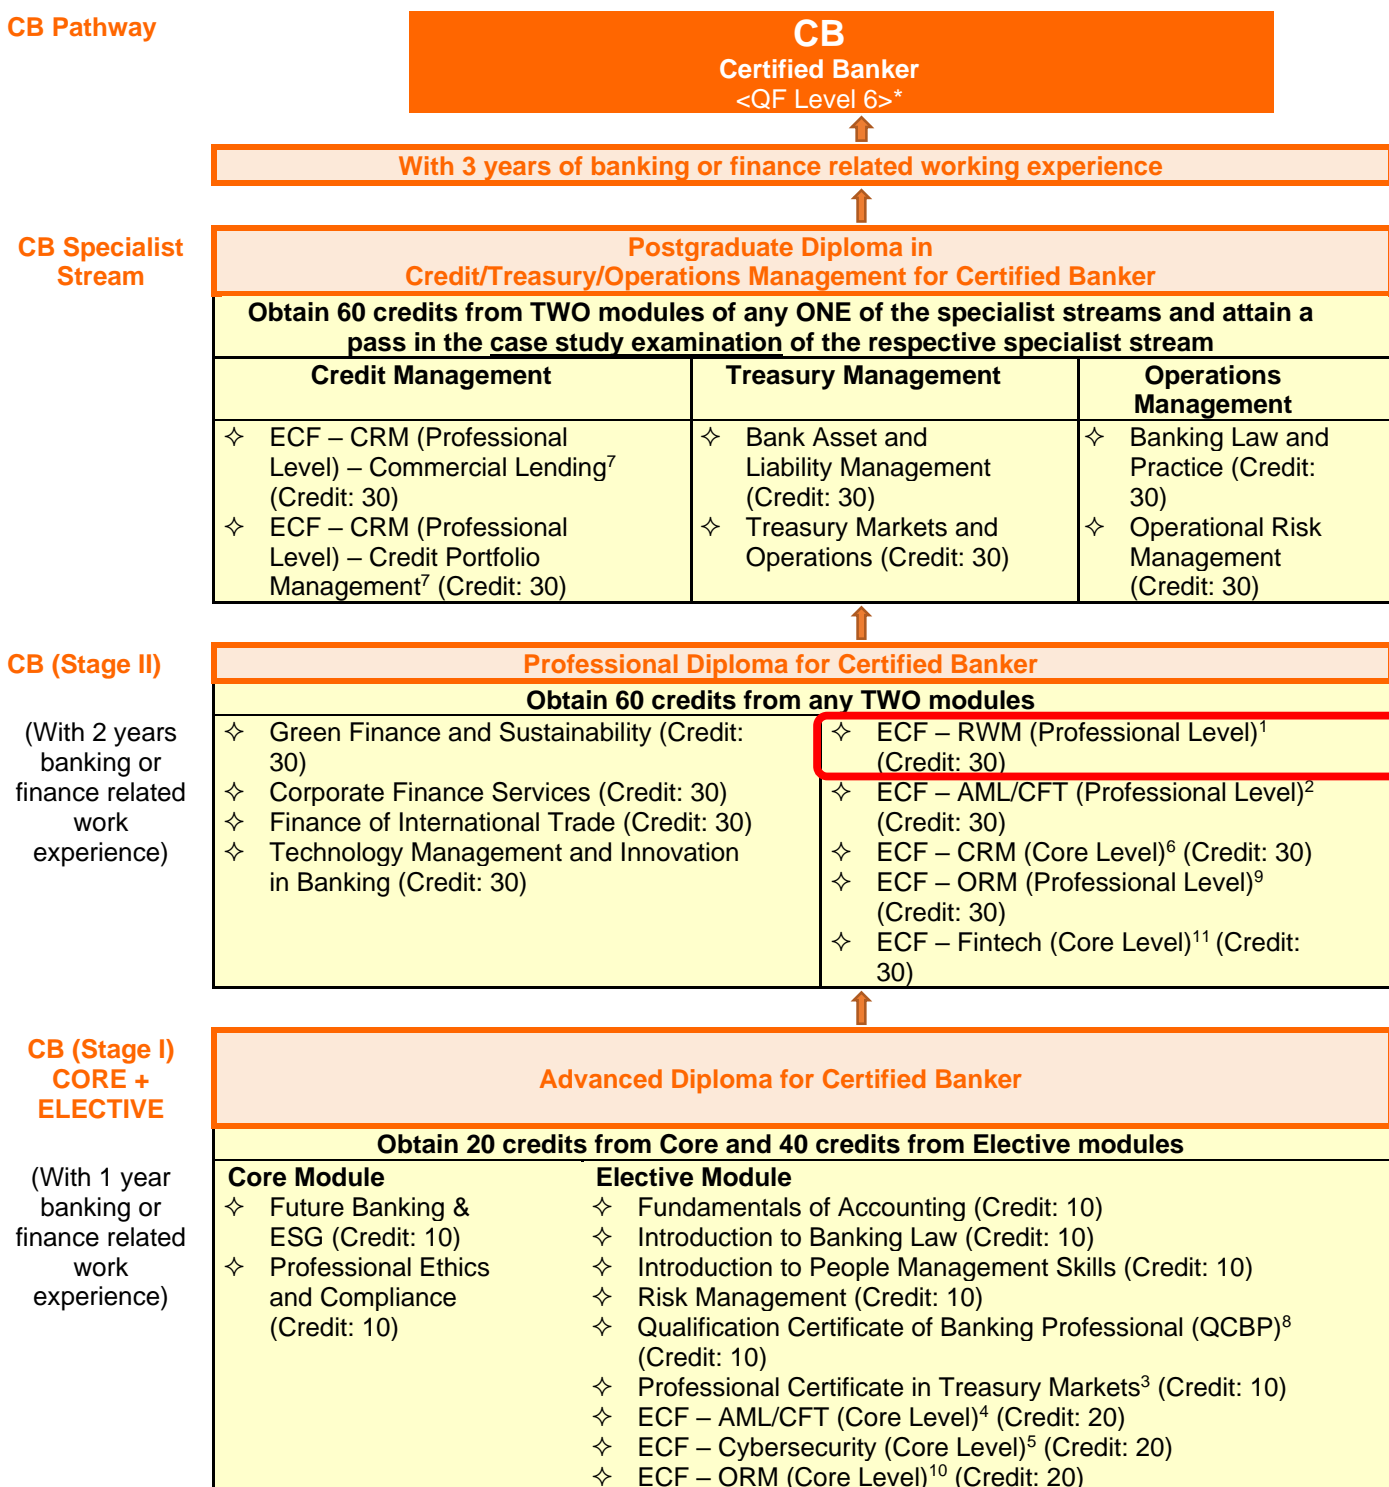 CB Pathway
CB
Certified Banker
<QF Level 6>*
With 3 years of banking or finance related working experience
CB Specialist
Stream
Postgraduate Diploma in
Credit/Treasury/Operations Management for Certified Banker
Obtain 60 credits from TWO modules of any ONE of the specialist streams and attain a
pass in the case study examination of the respective specialist stream
Credit Management
✧ ECF – CRM (Professional
Level) – Commercial Lending⁷
(Credit: 30)
✧ ECF – CRM (Professional
Level) – Credit Portfolio
Management⁷ (Credit: 30)
Treasury Management
✧ Bank Asset and
Liability Management
(Credit: 30)
✧ Treasury Markets and
Operations (Credit: 30)
Operations
Management
✧ Banking Law and
Practice (Credit:
30)
✧ Operational Risk
Management
(Credit: 30)
CB (Stage II)
(With 2 years
banking or
finance related
work
experience)
Professional Diploma for Certified Banker
Obtain 60 credits from any TWO modules
✧ Green Finance and Sustainability (Credit:
30)
✧ Corporate Finance Services (Credit: 30)
✧ Finance of International Trade (Credit: 30)
✧ Technology Management and Innovation
in Banking (Credit: 30)
✧ ECF – RWM (Professional Level)¹
(Credit: 30)
✧ ECF – AML/CFT (Professional Level)²
(Credit: 30)
✧ ECF – CRM (Core Level)⁶ (Credit: 30)
✧ ECF – ORM (Professional Level)⁹
(Credit: 30)
✧ ECF – Fintech (Core Level)¹¹ (Credit:
30)
CB (Stage I)
CORE +
ELECTIVE
(With 1 year
banking or
finance related
work
experience)
Advanced Diploma for Certified Banker
Obtain 20 credits from Core and 40 credits from Elective modules
Core Module
✧ Future Banking &
ESG (Credit: 10)
✧ Professional Ethics
and Compliance
(Credit: 10)
Elective Module
✧ Fundamentals of Accounting (Credit: 10)
✧ Introduction to Banking Law (Credit: 10)
✧ Introduction to People Management Skills (Credit: 10)
✧ Risk Management (Credit: 10)
✧ Qualification Certificate of Banking Professional (QCBP)⁸
(Credit: 10)
✧ Professional Certificate in Treasury Markets³ (Credit: 10)
✧ ECF – AML/CFT (Core Level)⁴ (Credit: 20)
✧ ECF – Cybersecurity (Core Level)⁵ (Credit: 20)
✧ ECF – ORM (Core Level)¹⁰ (Credit: 20)